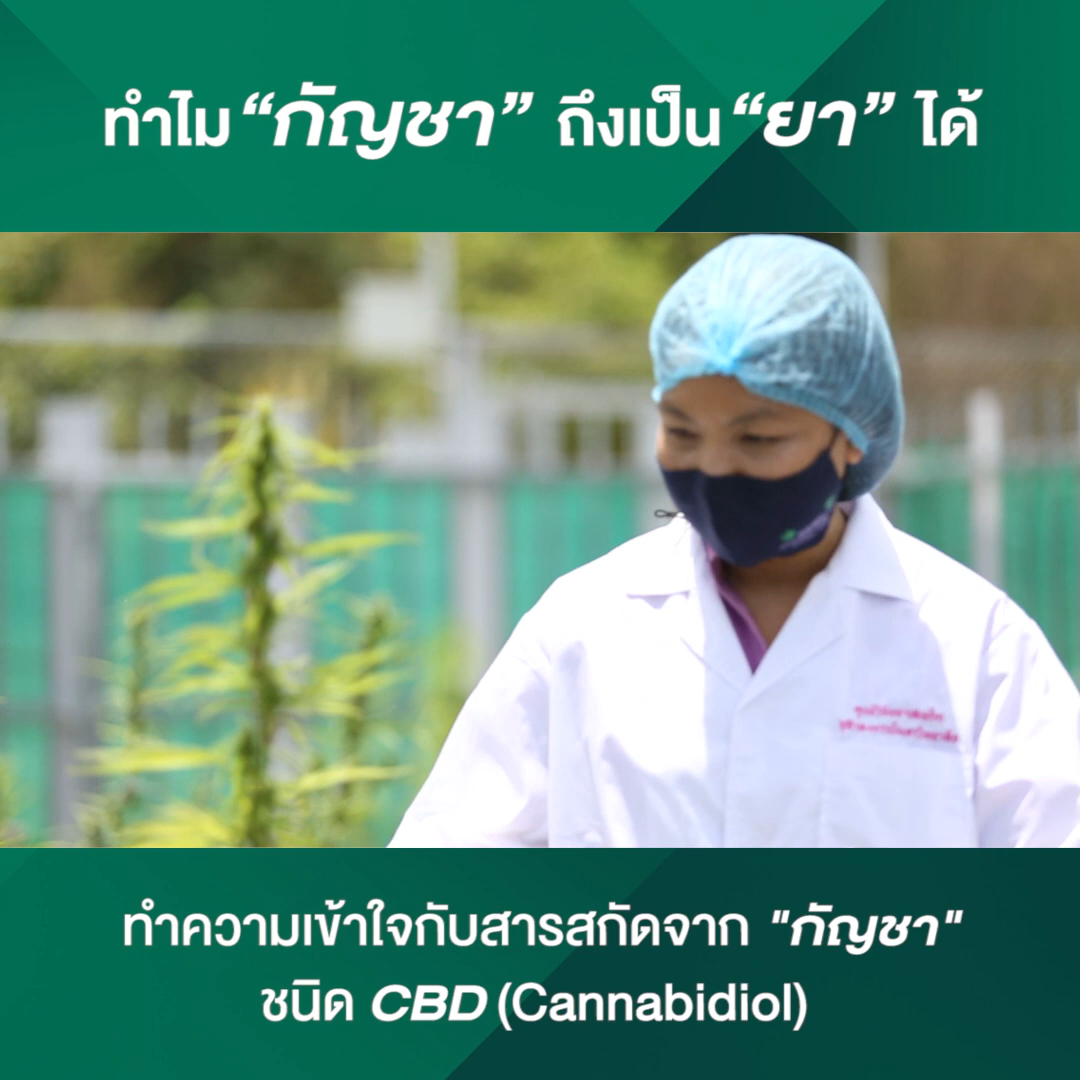 ทำไม “กัญชา” ถึงเป็น “ยา” ได้
ทำความเข้าใจกับสารสกัดจาก "กัญชา"
ชนิด CBD (Cannabidiol)